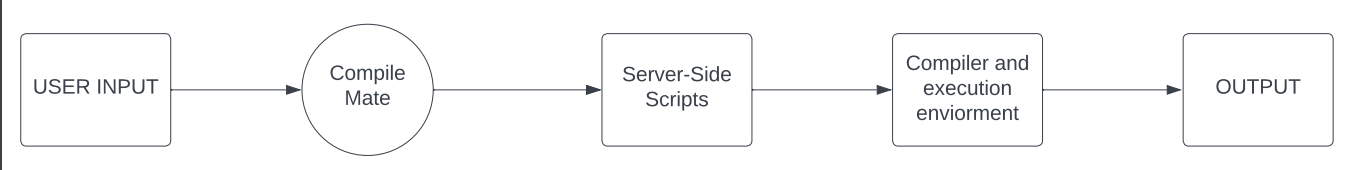 USER INPUT
Compile
Mate
Server-Side
Scripts
Compiler and
execution
enviorment
OUTPUT